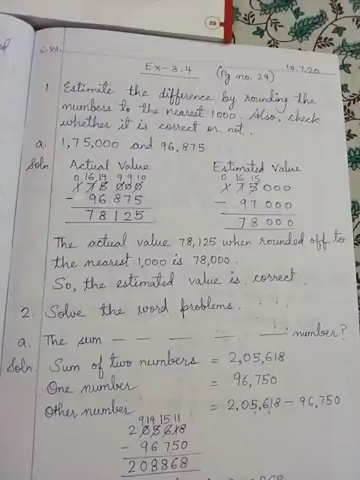 29
C.W.
Ex-3.4 (Pg no. 29) 10.7.20
1. Estimate the difference by rounding the
numbers to the nearest 1000. Also, check
whether it is correct or not.
a. 1,75,000 and 96,875
Soln. Actual Value Estimated Value
0 16 14 9 9 10 0 16 15
1 7 5 0 0 0 1 7 5 0 0 0
- 9 6 8 7 5 - 9 7 0 0 0
7 8 1 2 5 7 8 0 0 0
The actual value 78,125 when rounded off to
the nearest 1,000 is 78,000.
So, the estimated value is correct.
2. Solve the word problems.
a. The sum — — — — — number?
Soln. Sum of two numbers = 2,05,618
One number = 96,750
Other number = 2,05,618 - 96,750
9 14 15 11
2 0 5 6 1 8
- 9 6 7 5 0
2 0 8 8 6 8